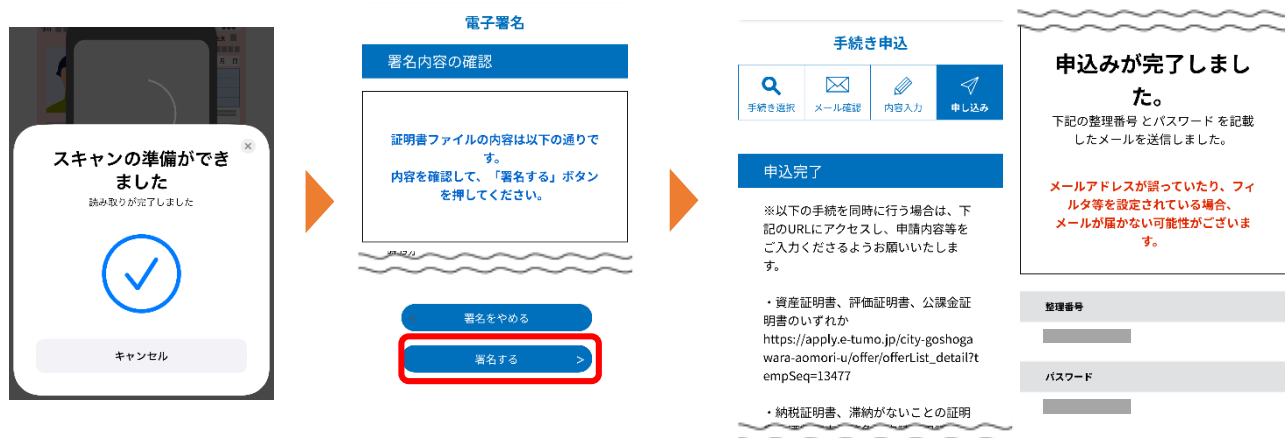 スキャンの準備ができ
ました
読み取りが完了しました
キャンセル
電子署名
署名内容の確認
証明書ファイルの内容は以下の通りで
す。
内容を確認して、「署名する」ボタン
を押してください。
署名をやめる
署名する >
手続き申込
手続き選択 メール確認 内容入力 申し込み
申込完了
※以下の手続を同時に行う場合は、下
記のURLにアクセスし、申請内容等を
ご入力くださるようお願いいたしま
す。
・資産証明書、評価証明書、公課金証
明書のいずれか
https://apply.e-tumo.jp/city-goshoga
wara-aomori-u/offer/offerList_detail?t
empSeq=13477
・納税証明書、滞納がないことの証明
申込みが完了しまし
た。
下記の整理番号 とパスワード を記載
したメールを送信しました。
メールアドレスが誤っていたり、フィ
ルタ等を設定されている場合、
メールが届かない可能性がございま
す。
整理番号
パスワード